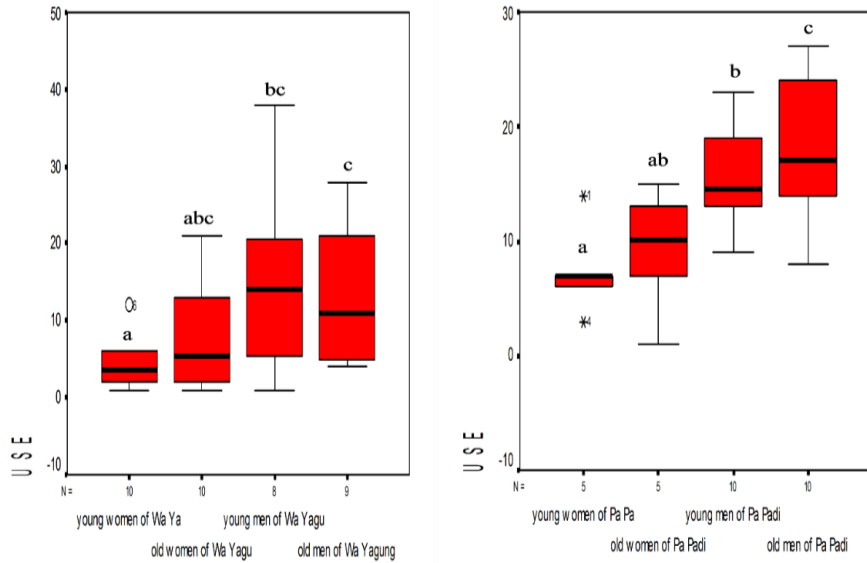 50
40
30
20
10
0
-10
USE
a
abc
bc
c
6
N = 10 10 8 9
young women of Wa Ya young men of Wa Yagu
old women of Wa Yagu old men of Wa Yagung
30
20
10
0
-10
USE
a
ab
b
c
*1
*4
N = 5 5 10 10
young women of Pa Pa young men of Pa Padi
old women of Pa Padi old men of Pa Padi